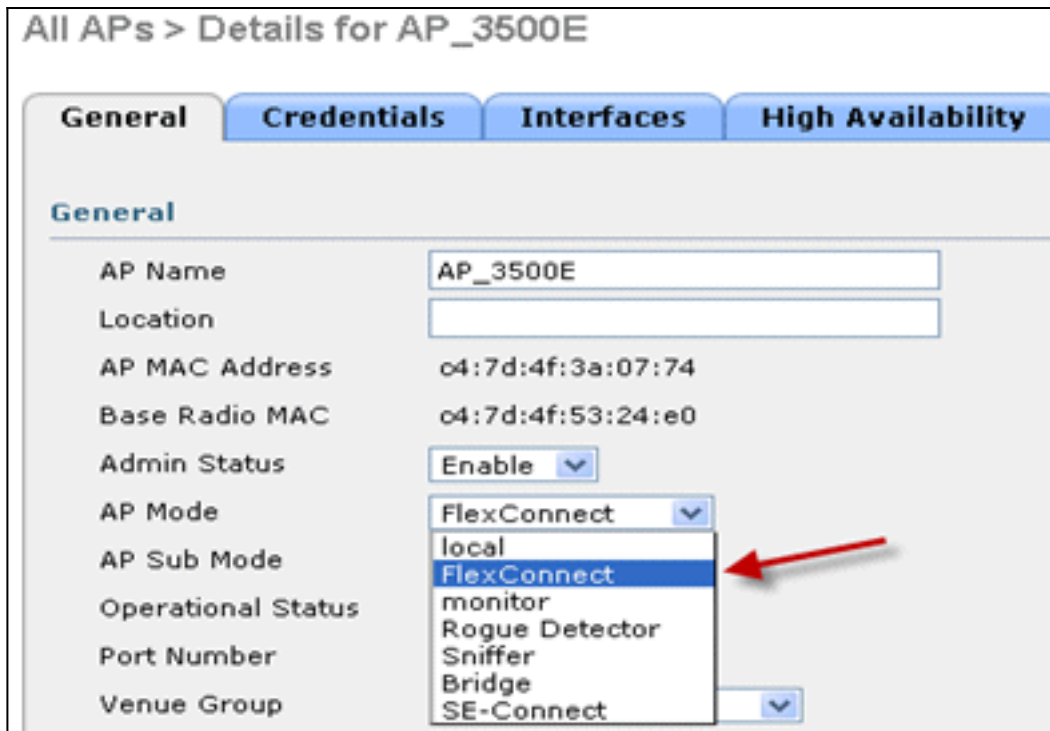 All APs > Details for AP_3500E
General
Credentials
Interfaces
High Availability
General
AP Name
AP_3500E
Location
AP MAC Address
c4:7d:4f:3a:07:74
Base Radio MAC
c4:7d:4f:53:24:e0
Admin Status
Enable
AP Mode
FlexConnect
local
AP Sub Mode
FlexConnect
Operational Status
monitor
Rogue Detector
Port Number
Sniffer
Bridge
Venue Group
SE-Connect